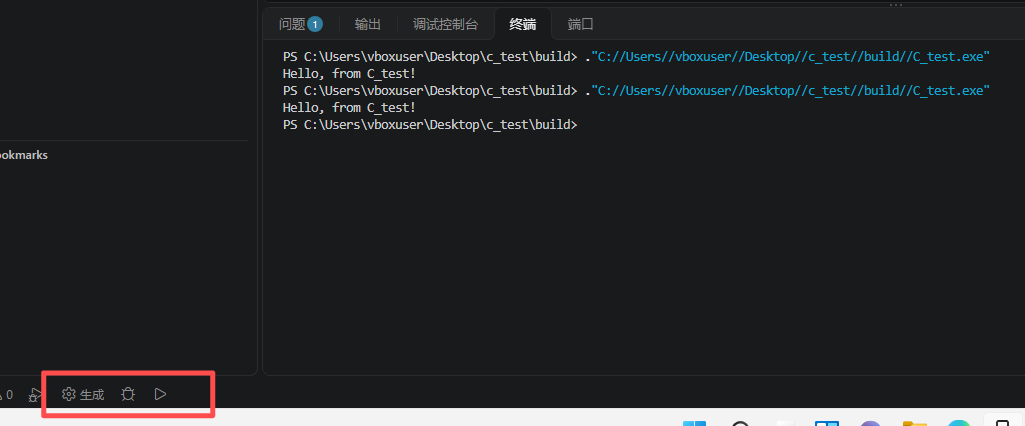 问题 1 输出 调试控制台 终端 端口
PS C:\Users\vboxuser\Desktop\c_test\build> ."C://Users//vboxuser//Desktop//c_test//build//C_test.exe"
Hello, from C_test!
PS C:\Users\vboxuser\Desktop\c_test\build> ."C://Users//vboxuser//Desktop//c_test//build//C_test.exe"
Hello, from C_test!
PS C:\Users\vboxuser\Desktop\c_test\build>
ookmarks
0 生成